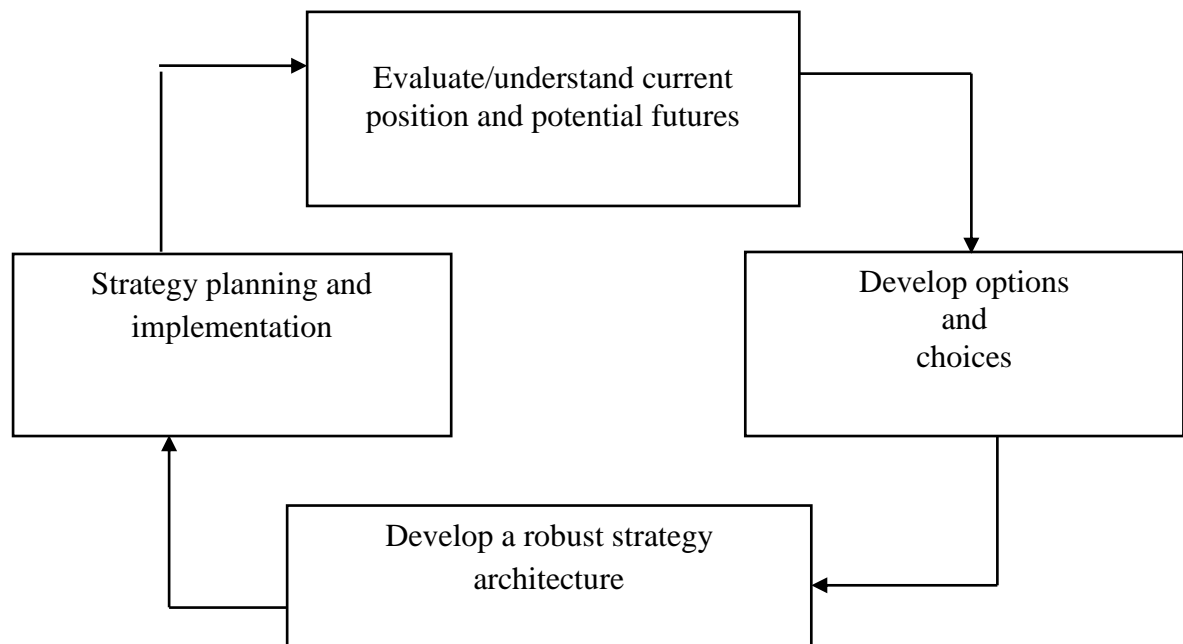 Evaluate/understand current
position and potential futures
Strategy planning and
implementation
Develop options
and
choices
Develop a robust strategy
architecture